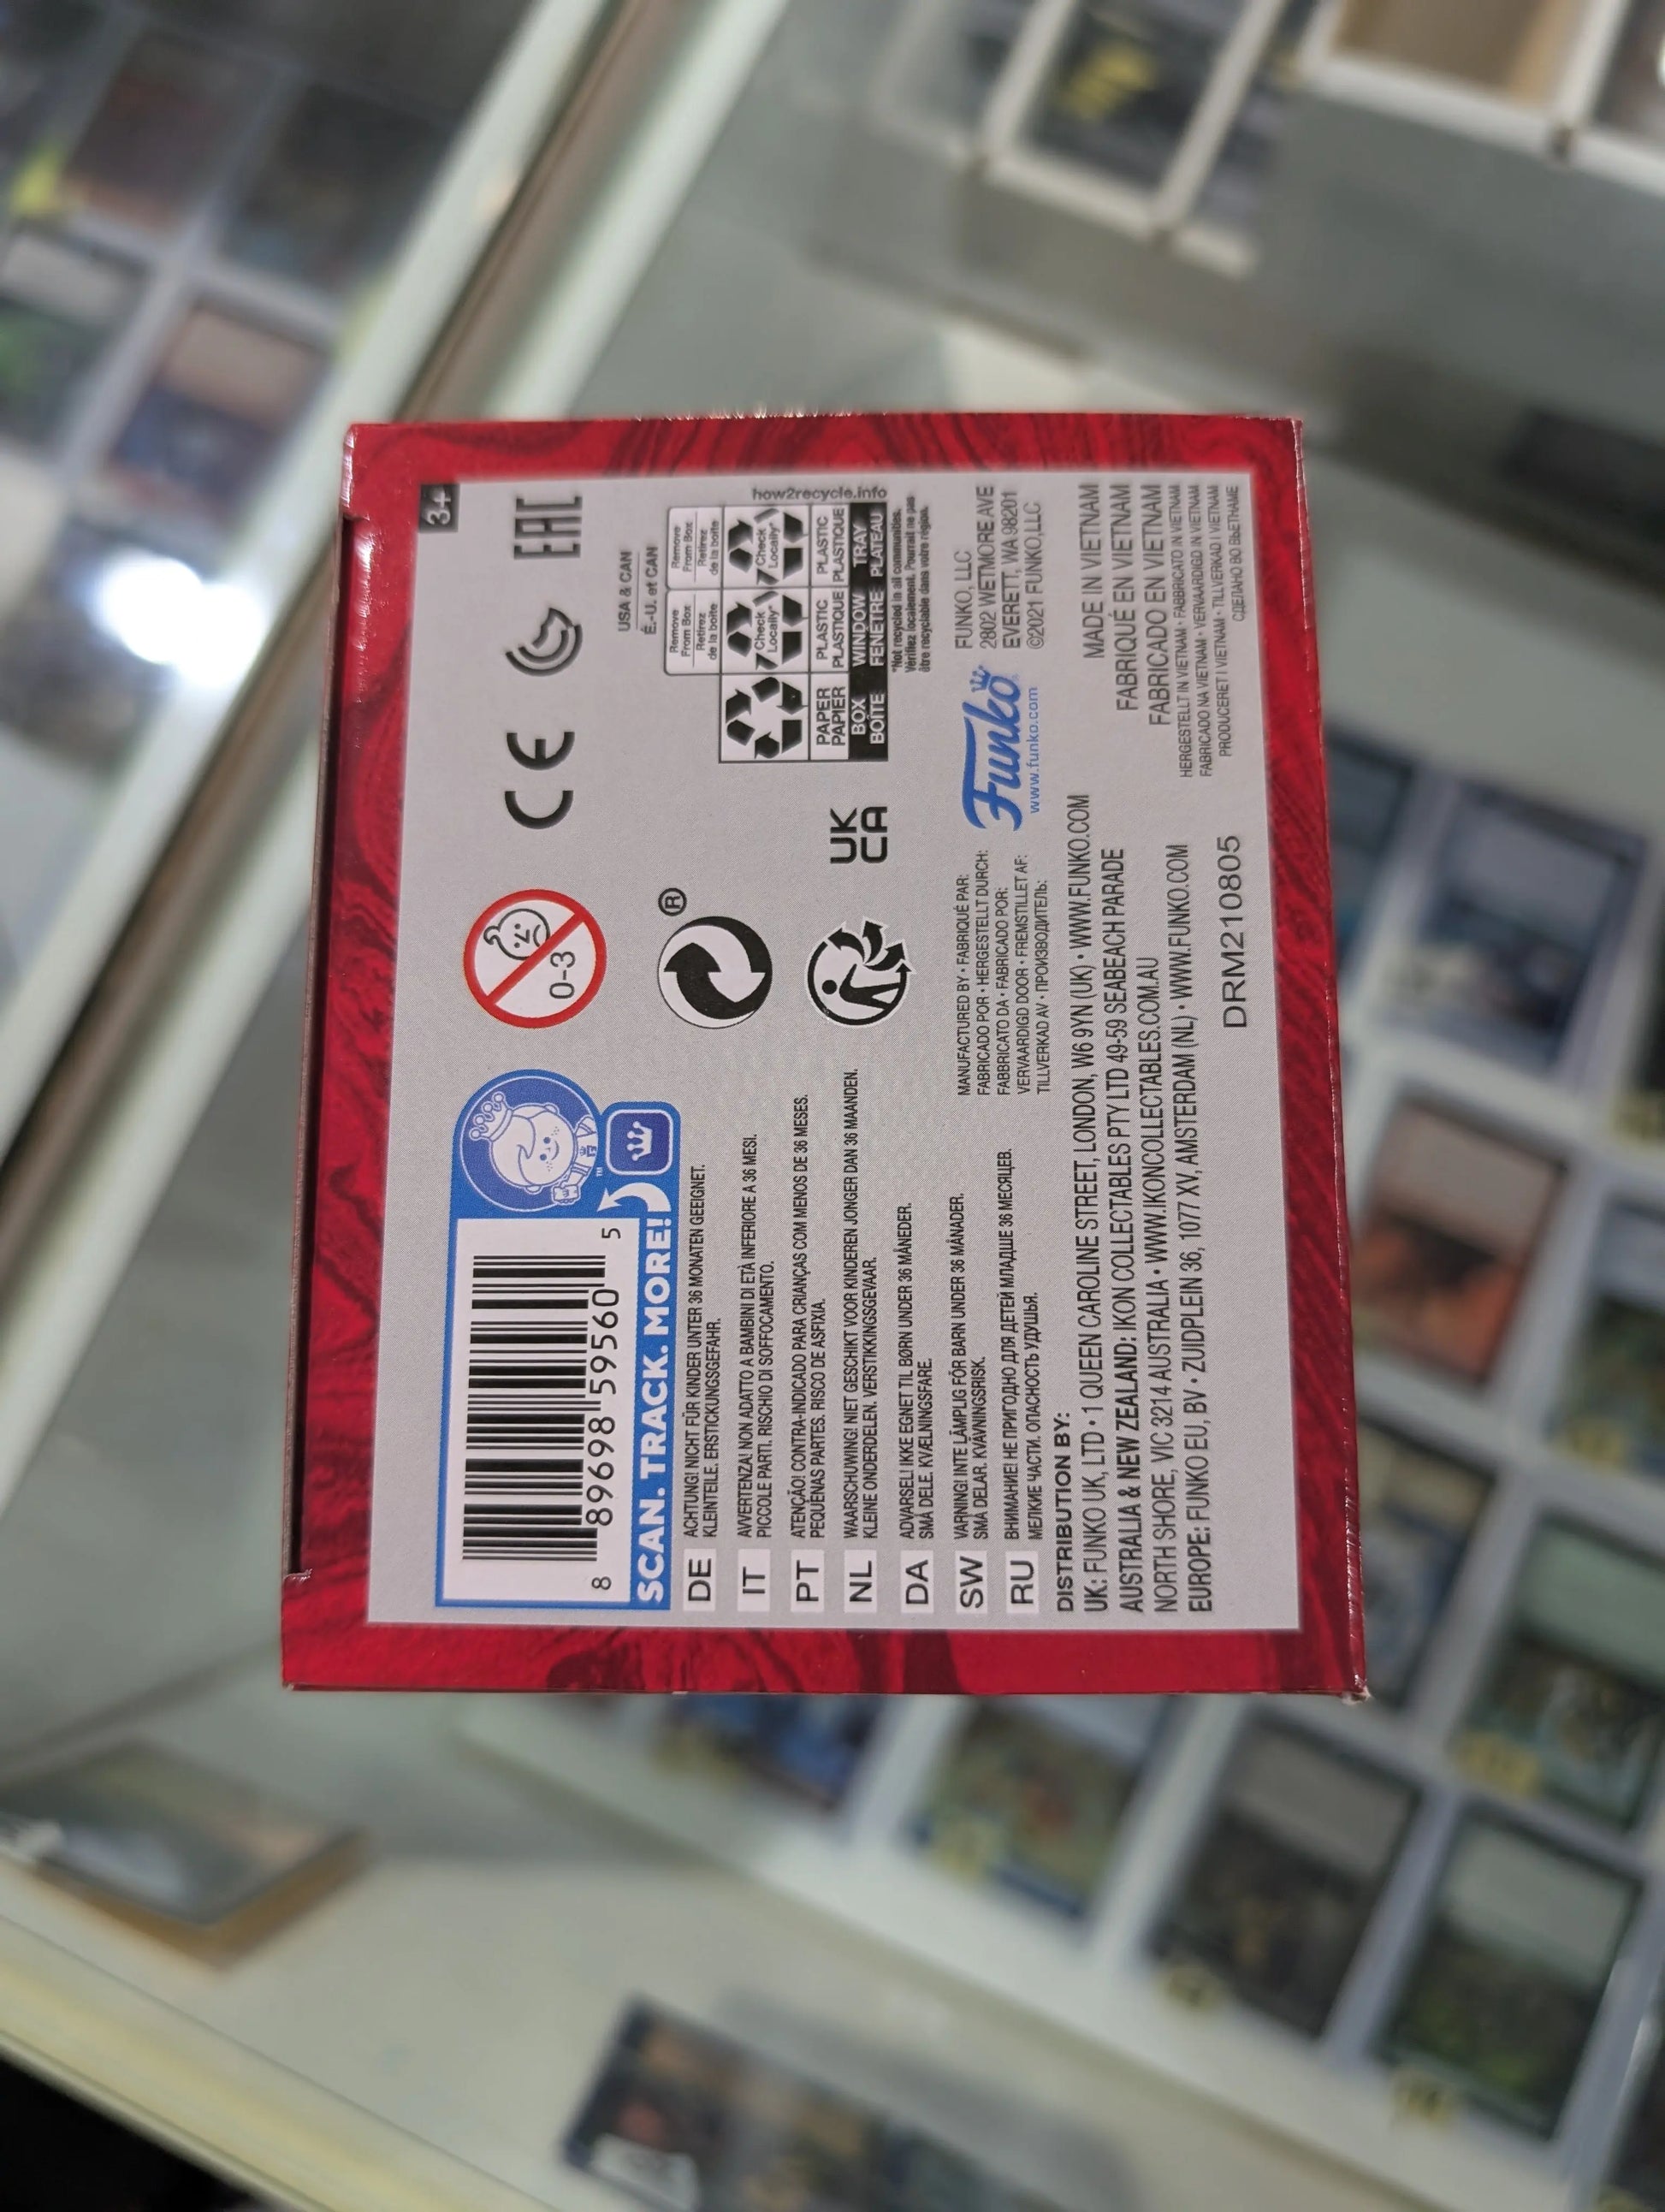 3+
8 89698 59560 5
SCAN. TRACK. MORE!
™
0-3
CE
EAC
®
UK
CA
USA & CAN
É.-U. et CAN
Remove
From Box
Retirez
de la boîte
Remove
From Box
Retirez
de la boîte
Check
Locally*
Check
Locally*
PAPER
PAPIER
PLASTIC
PLASTIQUE
PLASTIC
PLASTIQUE
BOX
BOÎTE
WINDOW
FENÊTRE
TRAY
PLATEAU
how2recycle.info
*Not recycled in all communities.
Vérifiez localement. Pourrait ne pas
être recyclable dans votre région.
DE ACHTUNG! NICHT FÜR KINDER UNTER 36 MONATEN GEEIGNET.
KLEINTEILE. ERSTICKUNGSGEFAHR.
IT AVVERTENZA! NON ADATTO A BAMBINI DI ETÀ INFERIORE A 36 MESI.
PICCOLE PARTI. RISCHIO DI SOFFOCAMENTO.
PT ATENÇÃO! CONTRA-INDICADO PARA CRIANÇAS COM MENOS DE 36 MESES.
PEQUENAS PARTES. RISCO DE ASFIXIA.
NL WAARSCHUWING! NIET GESCHIKT VOOR KINDEREN JONGER DAN 36 MAANDEN.
KLEINE ONDERDELEN. VERSTIKKINGSGEVAAR.
DA ADVARSEL! IKKE EGNET TIL BØRN UNDER 36 MÅNEDER.
SMÅ DELE. KVÆLNINGSFARE.
SW VARNING! INTE LÄMPLIG FÖR BARN UNDER 36 MÅNADER.
SMÅ DELAR. KVÄVNINGSRISK.
RU ВНИМАНИЕ! НЕ ПРИГОДНО ДЛЯ ДЕТЕЙ МЛАДШЕ 36 МЕСЯЦЕВ.
МЕЛКИЕ ЧАСТИ. ОПАСНОСТЬ УДУШЬЯ.
MANUFACTURED BY • FABRIQUÉ PAR:
FABRICADO POR • HERGESTELLT DURCH:
FABBRICATO DA • FABRICADO POR:
VERVAARDIGD DOOR • FREMSTILLET AF:
TILLVERKAD AV • ПРОИЗВОДИТЕЛЬ:
Funko
www.funko.com
FUNKO, LLC
2802 WETMORE AVE
EVERETT, WA 98201
©2021 FUNKO,LLC
DISTRIBUTION BY:
UK: FUNKO UK, LTD • 1 QUEEN CAROLINE STREET, LONDON, W6 9YN (UK) • WWW.FUNKO.COM
AUSTRALIA & NEW ZEALAND: IKON COLLECTABLES PTY LTD 49-59 SEABEACH PARADE
NORTH SHORE, VIC 3214 AUSTRALIA • WWW.IKONCOLLECTABLES.COM.AU
EUROPE: FUNKO EU, BV • ZUIDPLEIN 36, 1077 XV, AMSTERDAM (NL) • WWW.FUNKO.COM
MADE IN VIETNAM
FABRIQUÉ EN VIETNAM
FABRICADO EN VIETNAM
HERGESTELLT IN VIETNAM • FABBRICATO IN VIETNAM
FABRICADO NA VIETNAM • VERVAARDIGD IN VIETNAM
PRODUCERET I VIETNAM • TILLVERKAD I VIETNAM
СДЕЛАНО ВО ВЬЕТНАМЕ
DRM210805